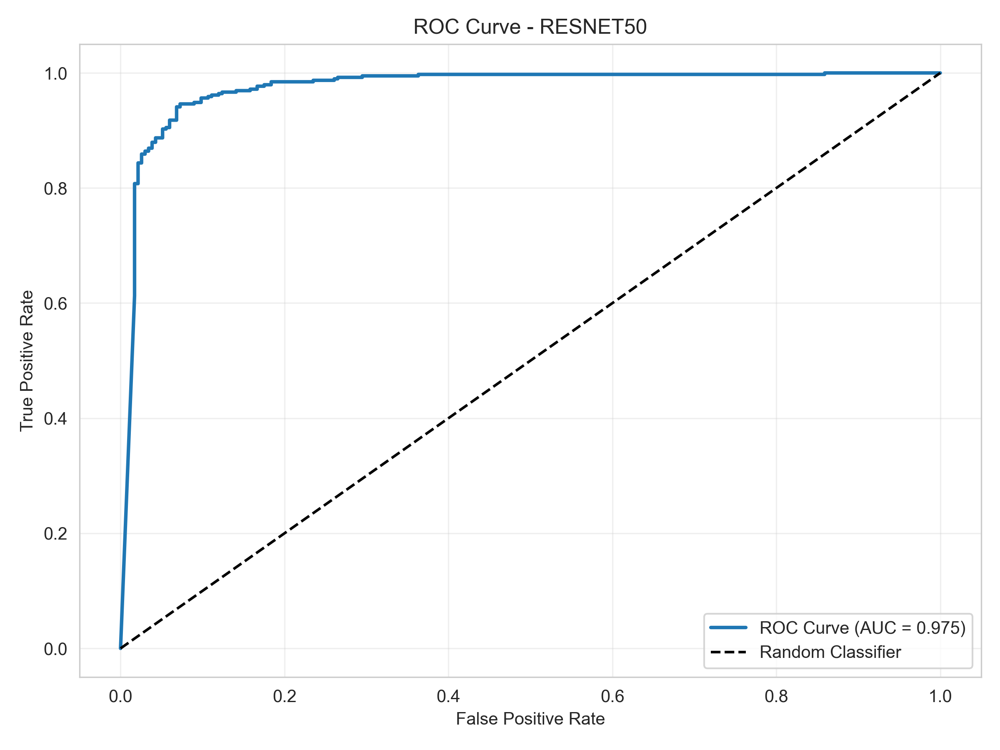 ROC Curve - RESNET50
1.0
0.8
0.6
0.4
0.2
0.0
True Positive Rate
0.0 0.2 0.4 0.6 0.8 1.0
False Positive Rate
ROC Curve (AUC = 0.975)
Random Classifier